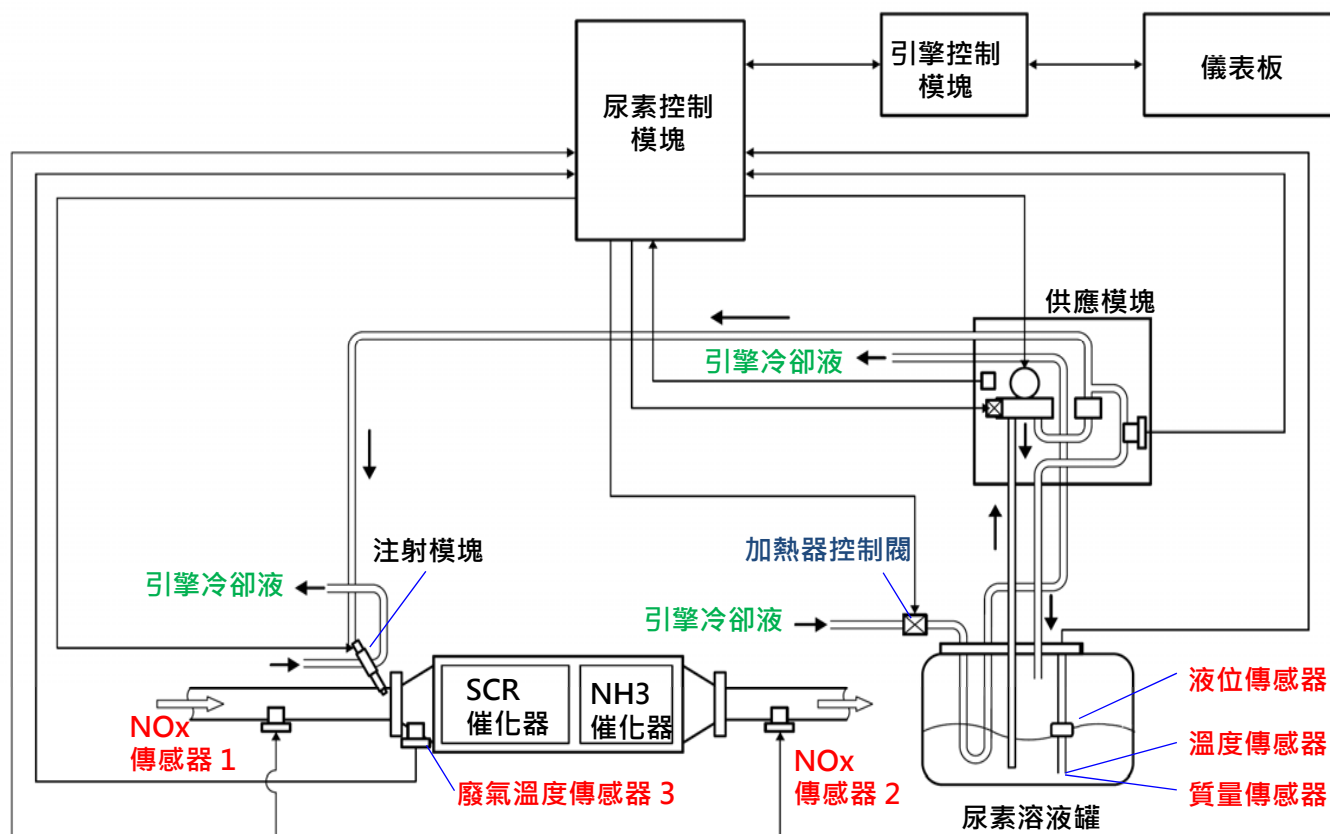 尿素控制
模塊
引擎控制
模塊
儀表板
供應模塊
引擎冷卻液
注射模塊
加熱器控制閥
引擎冷卻液
引擎冷卻液
SCR
催化器
NH3
催化器
液位傳感器
NOx
傳感器 1
溫度傳感器
NOx
傳感器 2
廢氣溫度傳感器 3
質量傳感器
尿素溶液罐